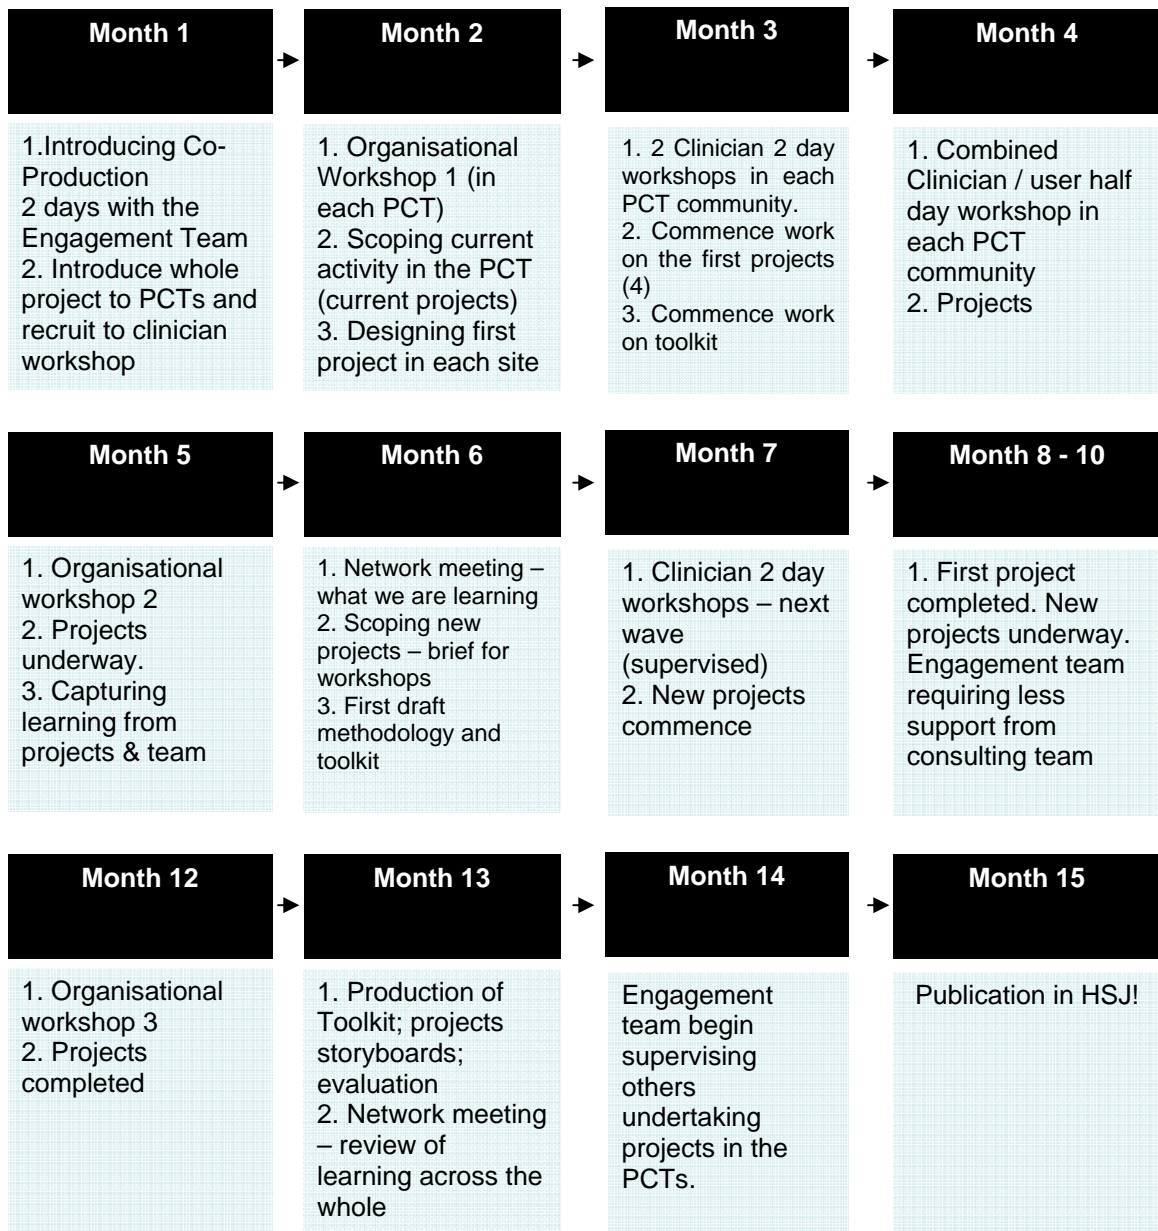 Month 1
Month 2
Month 3
Month 4
1.Introducing Co-
Production
2 days with the
Engagement Team
2. Introduce whole
project to PCTs and
recruit to clinician
workshop
1. Organisational
Workshop 1 (in
each PCT)
2. Scoping current
activity in the PCT
(current projects)
3. Designing first
project in each site
1. 2 Clinician 2 day
workshops in each
PCT community.
2. Commence work
on the first projects
(4)
3. Commence work
on toolkit
1. Combined
Clinician / user half
day workshop in
each PCT
community
2. Projects
Month 5
Month 6
Month 7
Month 8 - 10
1. Organisational
workshop 2
2. Projects
underway.
3. Capturing
learning from
projects & team
1. Network meeting –
what we are learning
2. Scoping new
projects – brief for
workshops
3. First draft
methodology and
toolkit
1. Clinician 2 day
workshops – next
wave
(supervised)
2. New projects
commence
1. First project
completed. New
projects underway.
Engagement team
requiring less
support from
consulting team
Month 12
Month 13
Month 14
Month 15
1. Organisational
workshop 3
2. Projects
completed
1. Production of
Toolkit; projects
storyboards;
evaluation
2. Network meeting
– review of
learning across the
whole
Engagement
team begin
supervising
others
undertaking
projects in the
PCTs.
Publication in HSJ!